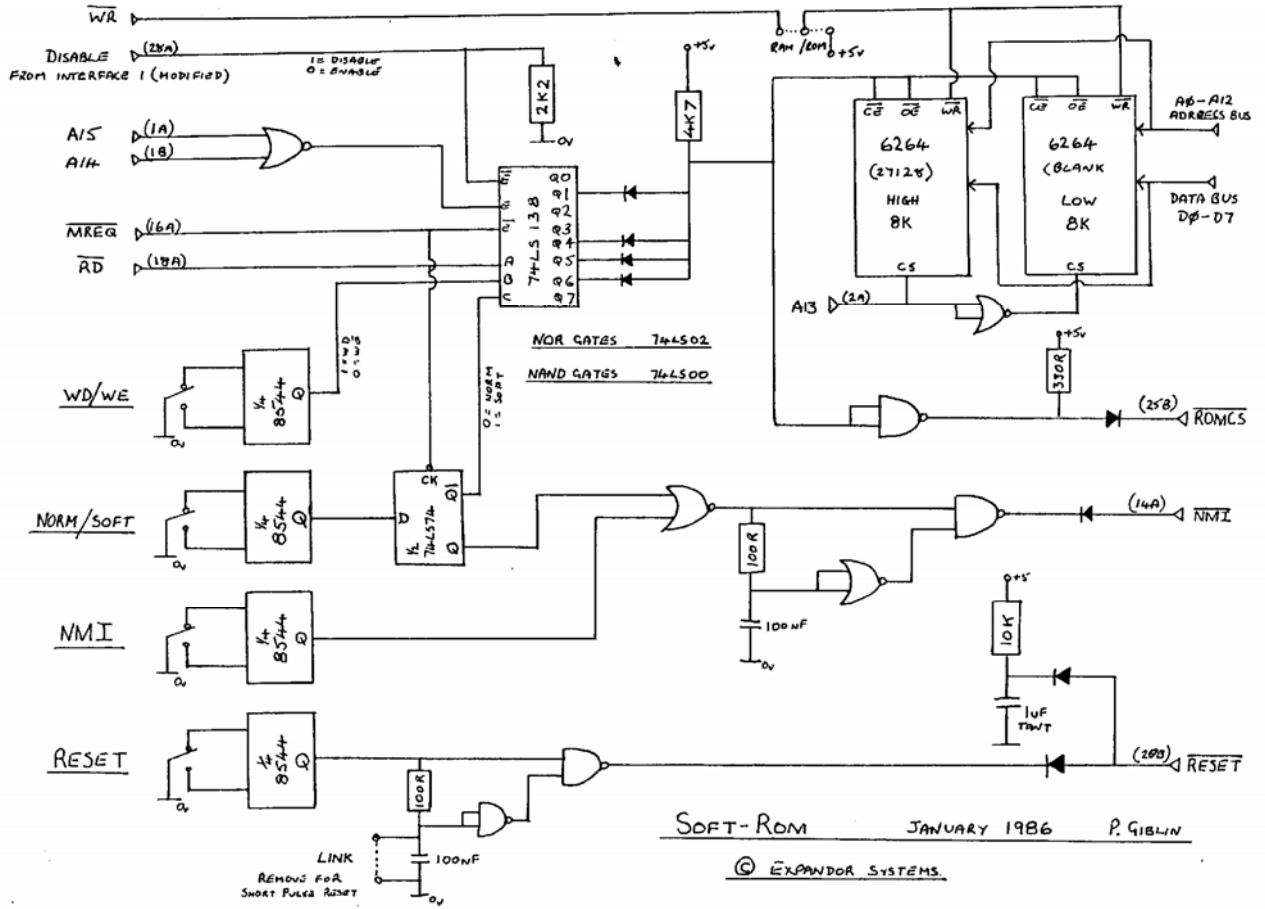 WR
DISABLE (28A)
FROM INTERFACE 1 (MODIFIED)
1 = DISABLE
0 = ENABLE
A15 (1A)
A14 (1B)
MREQ (16A)
RD (18A)
2K2
0v
+5v
4K7
RAM/ROM
+5v
E
E
E
A
B
C
74LS138
Q0
Q1
Q2
Q3
Q4
Q5
Q6
Q7
CE OE WR
6264
(27128)
HIGH
8K
CS
CE OE WR
6264
(BLANK
LOW
8K
CS
A0-A12
ADDRESS BUS
DATA BUS
D0-D7
A13 (2A)
NOR GATES 74LS02
NAND GATES 74LS00
WD/WE
0v
1/4 8544
Q
1 = WD
0 = WE
+5v
330R
(25B) ROMCS
0 = NORM
1 = SOFT
NORM/SOFT
0v
1/4 8544
Q
CK
D
Q1
Q
1/2 74LS74
(14A) NMI
100R
100NF
0v
NMI
0v
1/4 8544
Q
+5
10K
1UF
TANT
RESET
0v
1/4 8544
Q
100R
100NF
0v
LINK
REMOVE FOR
SHORT PULSE RESET
(20B) RESET
SOFT-ROM JANUARY 1986 P. GIBLIN
© EXPANDOR SYSTEMS.